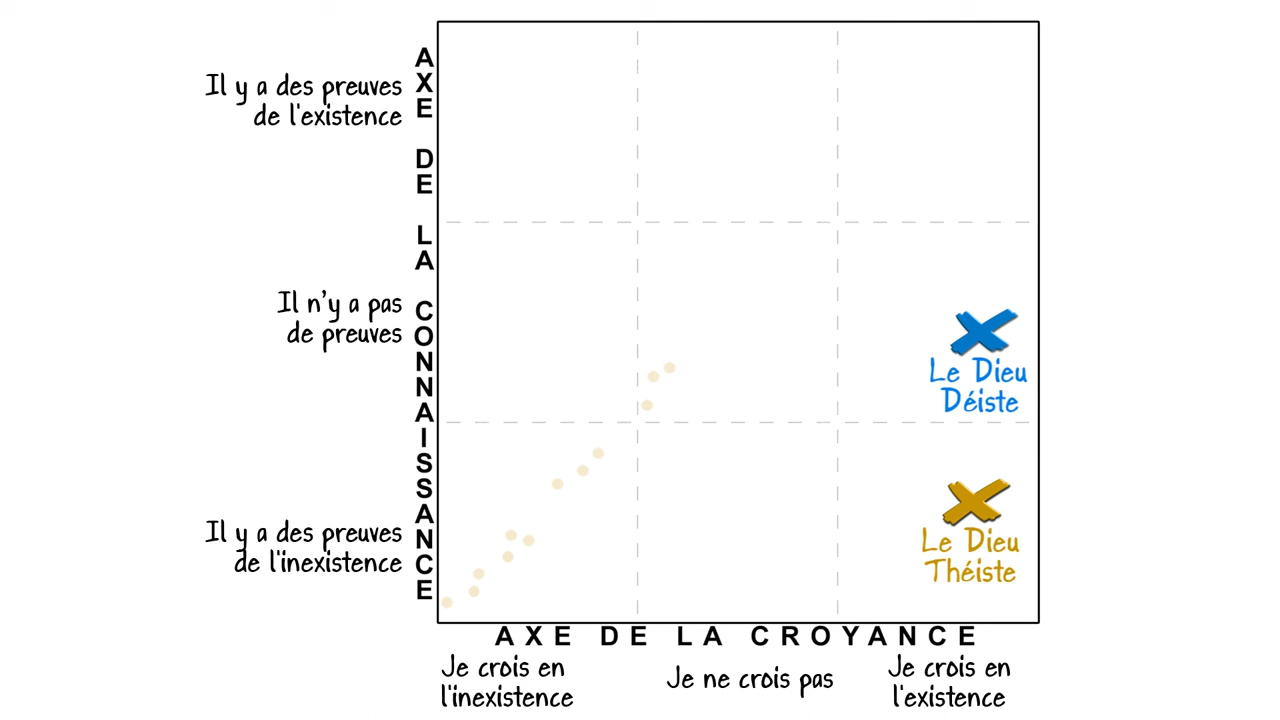 AXE DE LA CONNAISSANCE
Il y a des preuves
de l'existence
Il n'y a pas
de preuves
Il y a des preuves
de l'inexistence
Le Dieu
Déiste
Le Dieu
Théiste
AXE DE LA CROYANCE
Je crois en
l'inexistence
Je ne crois pas
Je crois en
l'existence